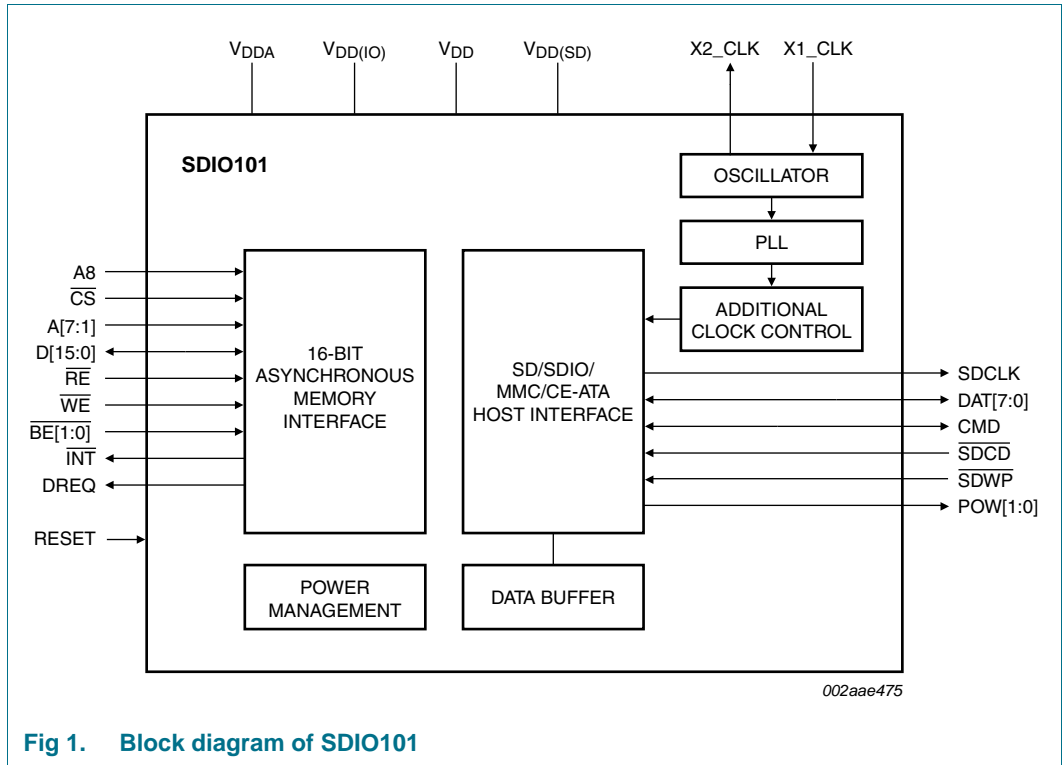 VDDA VDD(IO) VDD VDD(SD) X2_CLK X1_CLK
SDIO101
OSCILLATOR
PLL
ADDITIONAL
CLOCK CONTROL
A8
CS
A[7:1]
D[15:0]
RE
WE
BE[1:0]
INT
DREQ
RESET
16-BIT
ASYNCHRONOUS
MEMORY
INTERFACE
SD/SDIO/
MMC/CE-ATA
HOST INTERFACE
SDCLK
DAT[7:0]
CMD
SDCD
SDWP
POW[1:0]
POWER
MANAGEMENT
DATA BUFFER
002aae475
Fig 1. Block diagram of SDIO101